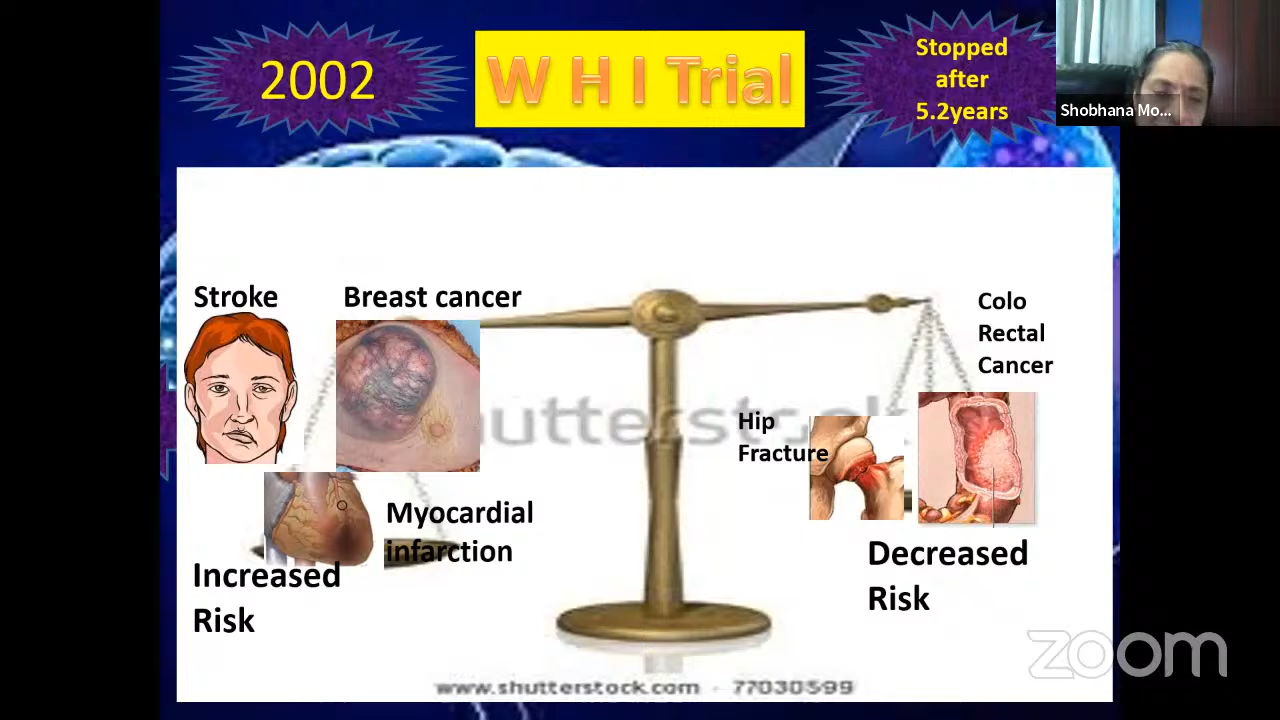 2002
W H I Trial
Stopped
after
5.2years
Shobhana Mo...
Stroke
Breast cancer
Colo
Rectal
Cancer
Hip
Fracture
shutterstock
Myocardial
infarction
Increased
Risk
Decreased
Risk
zoom
www.shutterstock.com · 77030599